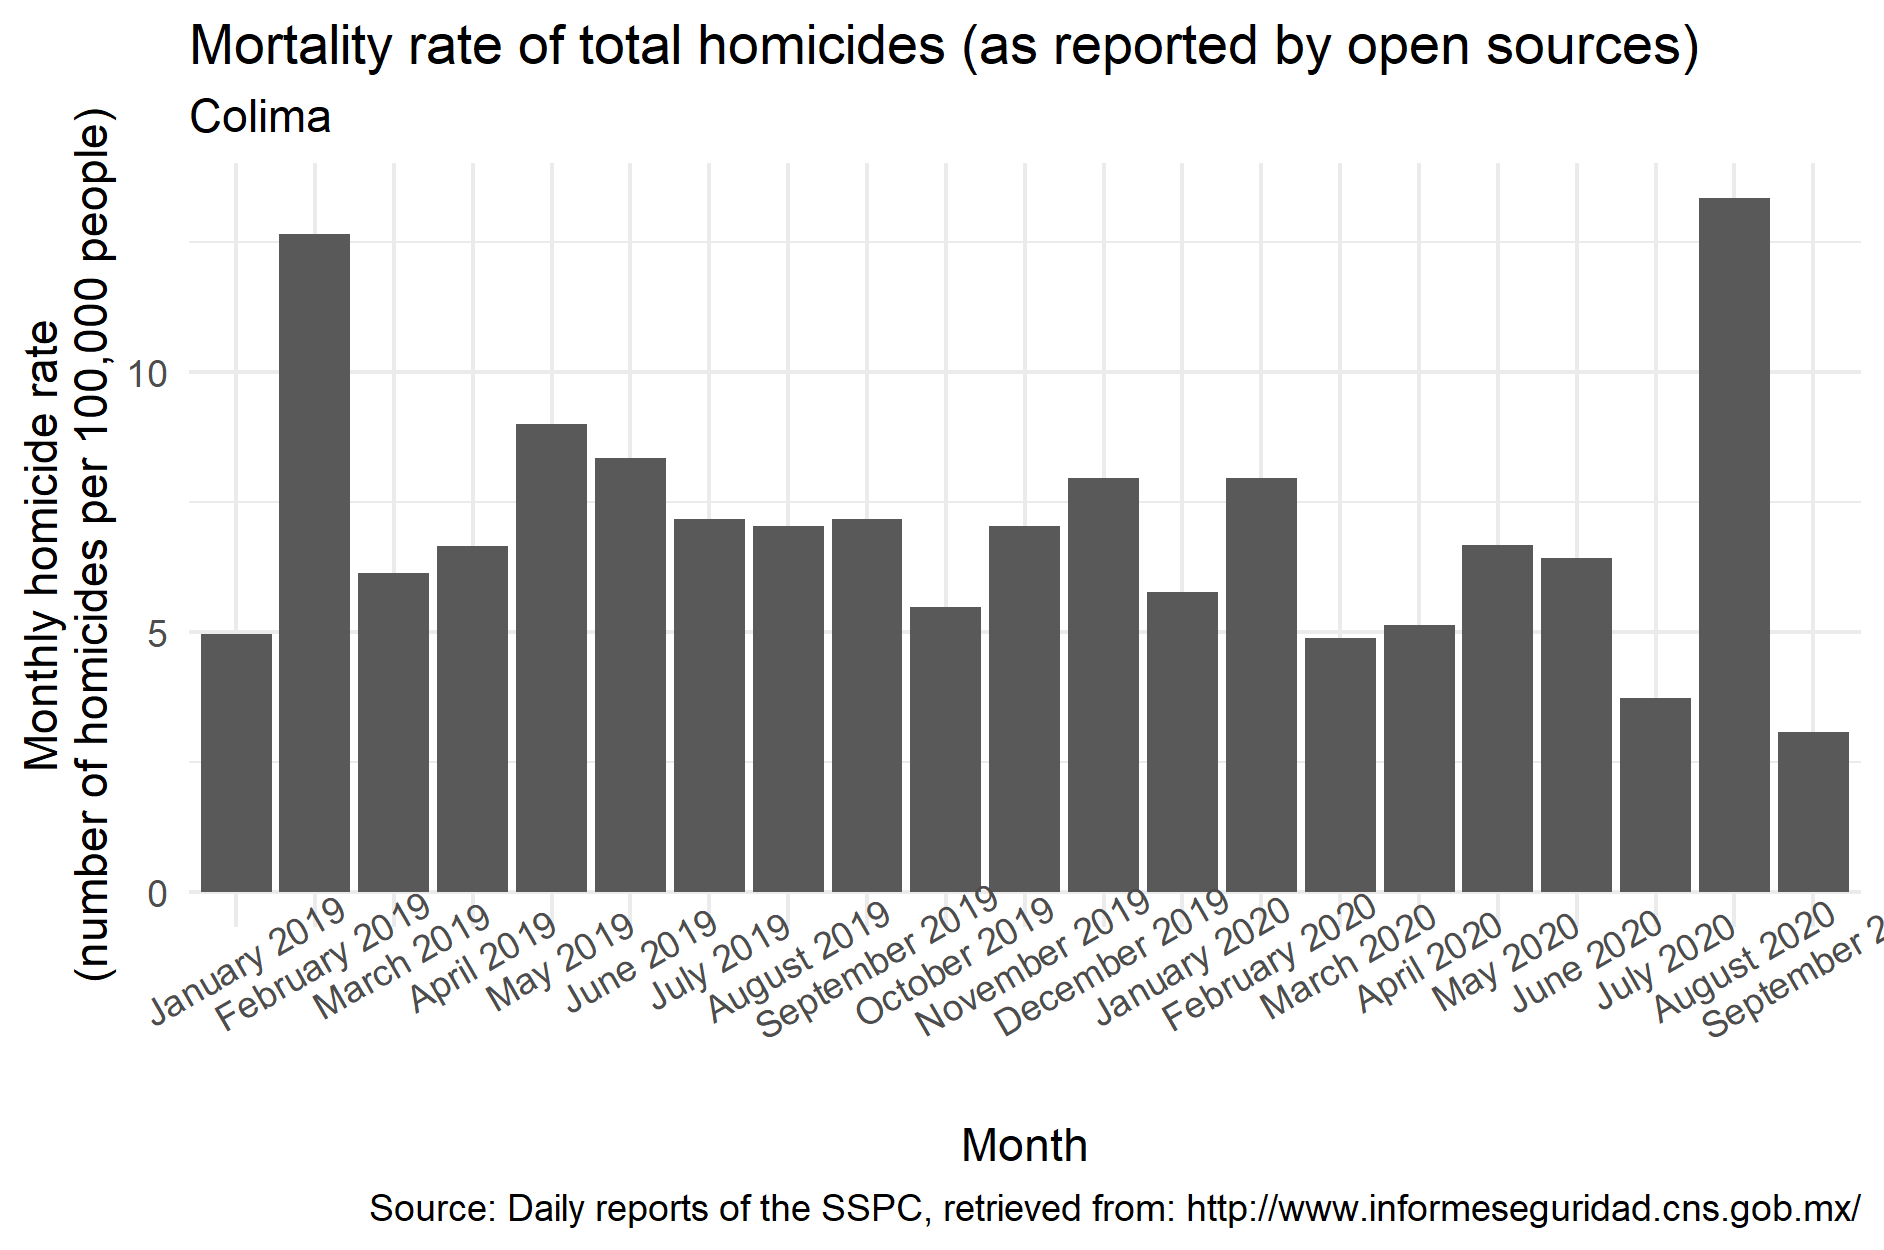 Mortality rate of total homicides (as reported by open sources)
Colima
Monthly homicide rate
(number of homicides per 100,000 people)
10
5
0
January 2019
February 2019
March 2019
April 2019
May 2019
June 2019
July 2019
August 2019
September 2019
October 2019
November 2019
December 2019
January 2020
February 2020
March 2020
April 2020
May 2020
June 2020
July 2020
August 2020
September 2
Month
Source: Daily reports of the SSPC, retrieved from: http://www.informeseguridad.cns.gob.mx/